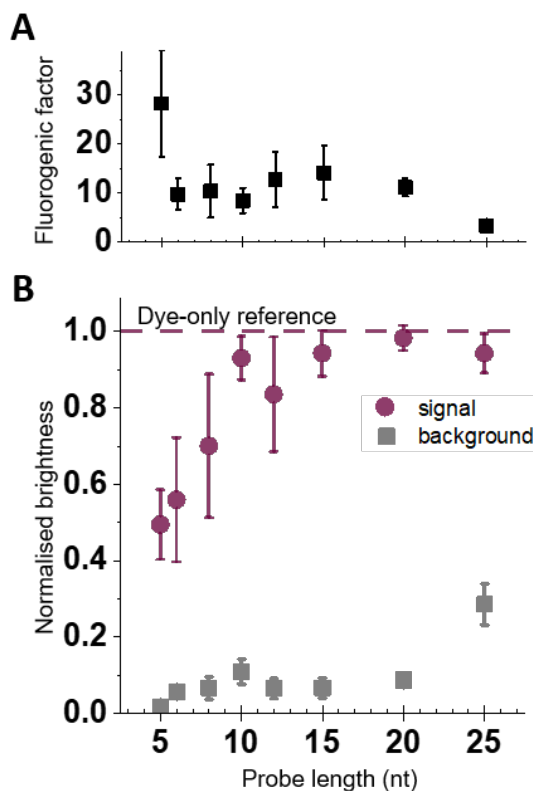 A
Fluorogenic factor
30
20
10
0
B
Dye-only reference
1.0
0.8
0.6
0.4
0.2
0.0
signal
background
Normalised brightness
5 10 15 20 25
Probe length (nt)